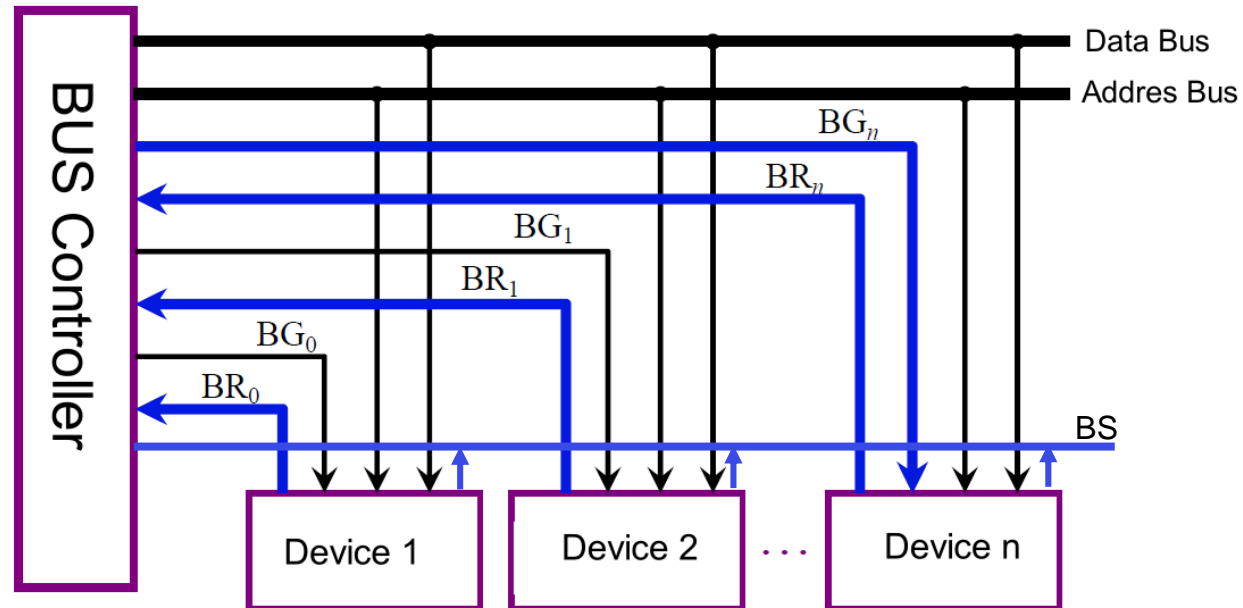 BUS Controller
Data Bus
Addres Bus
BGₙ
BRₙ
BG₁
BR₁
BG₀
BR₀
BS
Device 1
Device 2
. . .
Device n